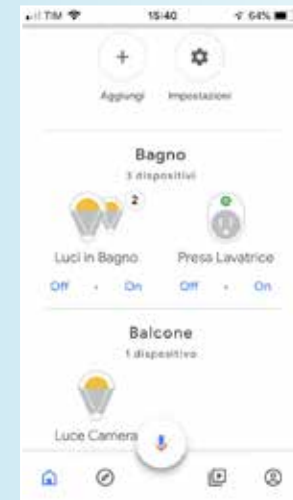 TIM 15:40 64%
Aggiungi Impostazioni
Bagno
3 dispositivi
2
Luci in Bagno Presa Lavatrice
Off · On Off · On
Balcone
1 dispositivo
Luce Camera